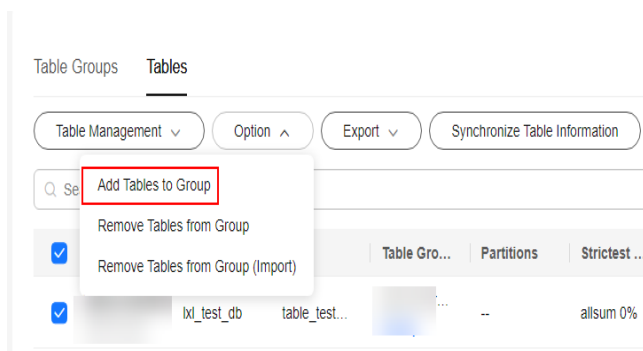 Table Groups Tables
Table Management Option Export Synchronize Table Information
Se
Add Tables to Group
Remove Tables from Group
Remove Tables from Group (Import)
Table Gro... Partitions Strictest ...
lxl_test_db table_test... ... -- allsum 0%